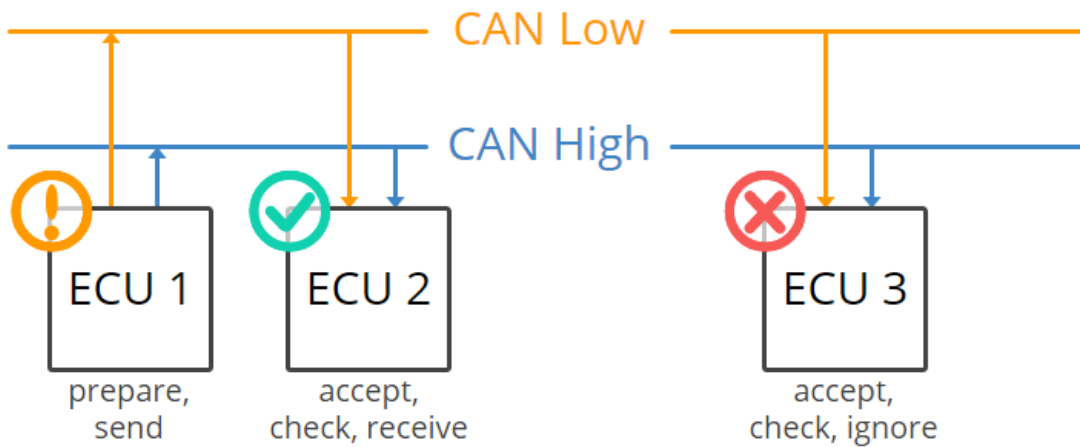 CAN Low
CAN High
ECU 1
ECU 2
ECU 3
prepare,
send
accept,
check, receive
accept,
check, ignore